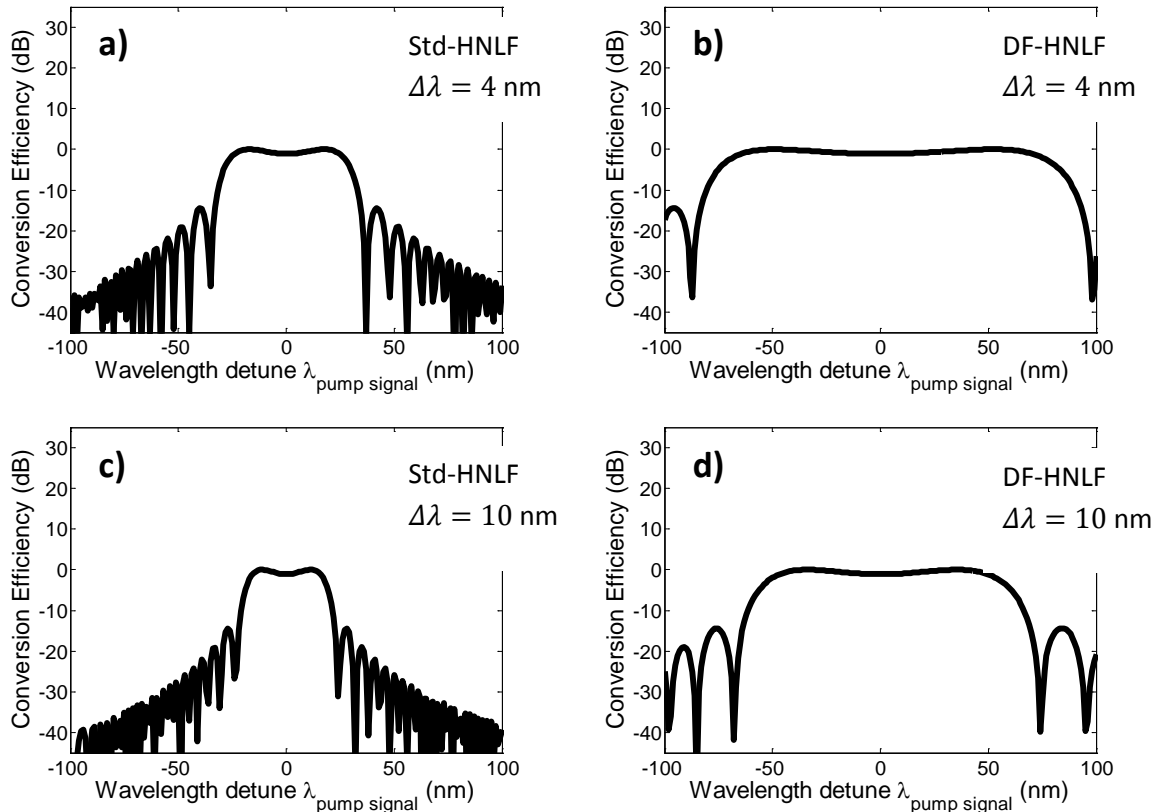 a)
Std-HNLF
Δλ = 4 nm
Conversion Efficiency (dB)
30
20
10
0
-10
-20
-30
-40
-100
-50
0
50
100
Wavelength detune λpump signal (nm)
b)
DF-HNLF
Δλ = 4 nm
Conversion Efficiency (dB)
30
20
10
0
-10
-20
-30
-40
-100
-50
0
50
100
Wavelength detune λpump signal (nm)
c)
Std-HNLF
Δλ = 10 nm
Conversion Efficiency (dB)
30
20
10
0
-10
-20
-30
-40
-100
-50
0
50
100
Wavelength detune λpump signal (nm)
d)
DF-HNLF
Δλ = 10 nm
Conversion Efficiency (dB)
30
20
10
0
-10
-20
-30
-40
-100
-50
0
50
100
Wavelength detune λpump signal (nm)